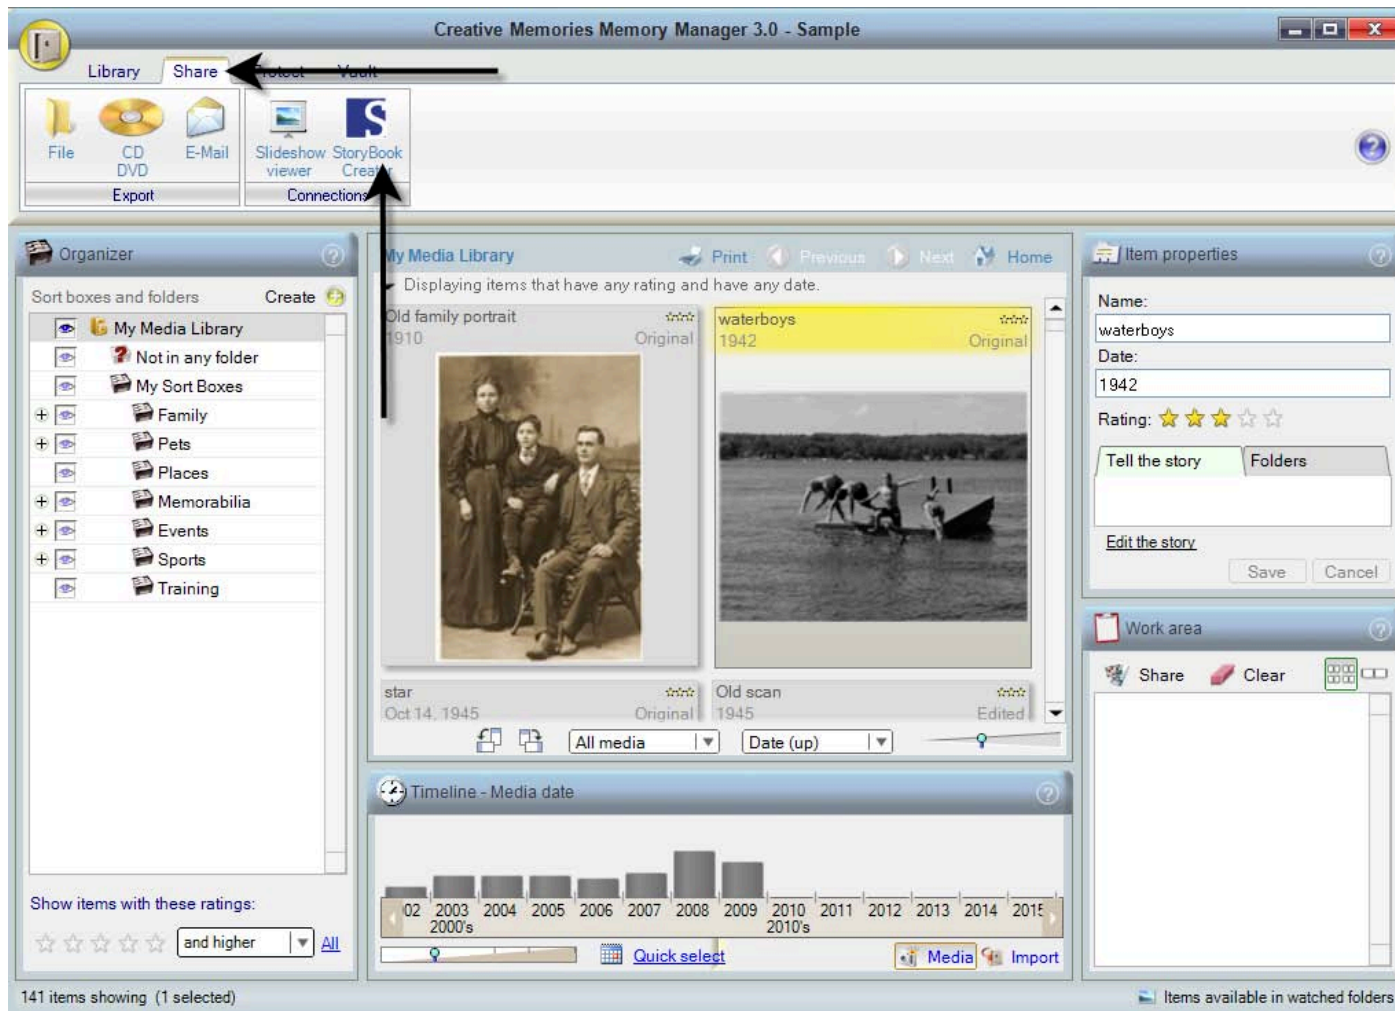 Creative Memories Memory Manager 3.0 - Sample
Library Share Protect Vault
File CD DVD E-Mail Slideshow viewer StoryBook Creator
Export Connections
Organizer
Sort boxes and folders Create
My Media Library
Not in any folder
My Sort Boxes
Family
Pets
Places
Memorabilia
Events
Sports
Training
Show items with these ratings:
and higher All
My Media Library Print Previous Next Home
Displaying items that have any rating and have any date.
Old family portrait
1910 Original
waterboys
1942 Original
star
Oct 14, 1945 Original
Old scan
1945 Edited
All media Date (up)
Timeline - Media date
02 2003 2004 2005 2006 2007 2008 2009 2010 2011 2012 2013 2014 2015
2000's 2010's
Quick select Media Import
Item properties
Name:
waterboys
Date:
1942
Rating:
Tell the story Folders
Edit the story
Save Cancel
Work area
Share Clear
141 items showing (1 selected) Items available in watched folders